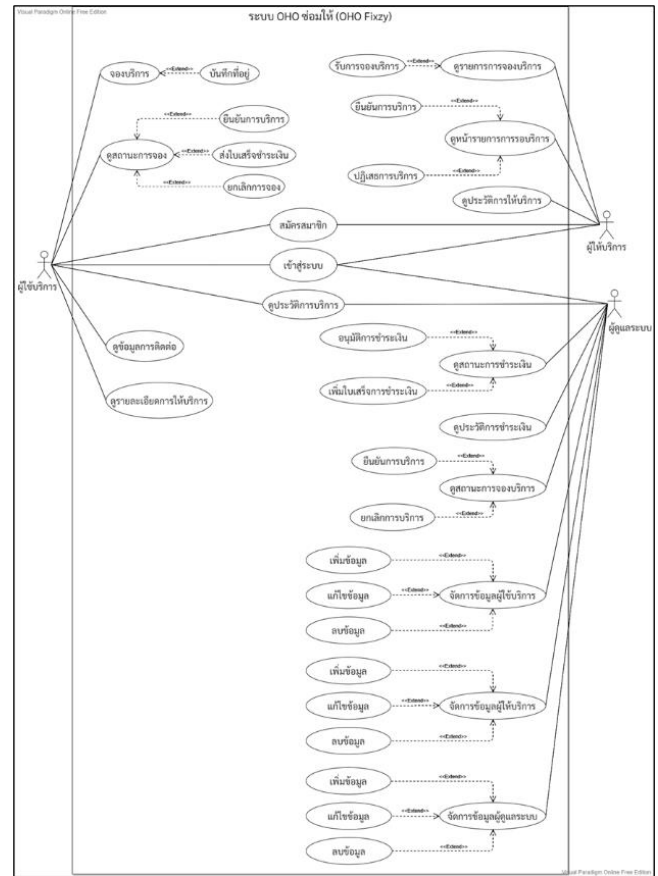 Visual Paradigm Online Free Edition
ระบบ OHO ซ่อมให้ (OHO Fixzy)
จองบริการ
<<Extend>>
บันทึกที่อยู่
รับการจองบริการ
<<Extend>>
ดูรายการการจองบริการ
<<Extend>>
ยืนยันการบริการ
ยืนยันการบริการ
<<Extend>>
ดูสถานะการจอง
<<Extend>>
ส่งใบเสร็จชำระเงิน
ดูหน้ารายการการรอบริการ
<<Extend>>
ยกเลิกการจอง
ปฏิเสธการบริการ
<<Extend>>
ดูประวัติการให้บริการ
สมัครสมาชิก
ผู้ให้บริการ
เข้าสู่ระบบ
ผู้ใช้บริการ
ดูประวัติการบริการ
ผู้ดูแลระบบ
อนุมัติการชำระเงิน
<<Extend>>
ดูข้อมูลการติดต่อ
ดูสถานะการชำระเงิน
เพิ่มใบเสร็จการชำระเงิน
<<Extend>>
ดูรายละเอียดการให้บริการ
ดูประวัติการชำระเงิน
ยืนยันการบริการ
<<Extend>>
ดูสถานะการจองบริการ
ยกเลิกการบริการ
<<Extend>>
เพิ่มข้อมูล
<<Extend>>
แก้ไขข้อมูล
<<Extend>>
จัดการข้อมูลผู้ใช้บริการ
ลบข้อมูล
<<Extend>>
เพิ่มข้อมูล
<<Extend>>
แก้ไขข้อมูล
<<Extend>>
จัดการข้อมูลผู้ให้บริการ
ลบข้อมูล
<<Extend>>
เพิ่มข้อมูล
<<Extend>>
แก้ไขข้อมูล
<<Extend>>
จัดการข้อมูลผู้ดูแลระบบ
ลบข้อมูล
<<Extend>>
Visual Paradigm Online Free Edition